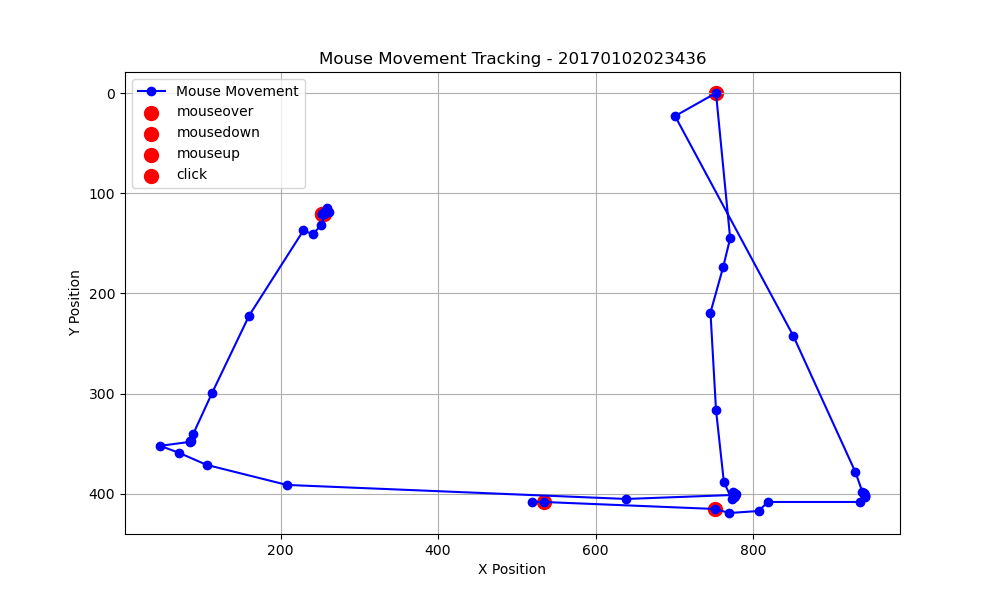 Mouse Movement Tracking - 20170102023436
Mouse Movement
mouseover
mousedown
mouseup
click
0
100
200
300
400
Y Position
200
400
600
800
X Position